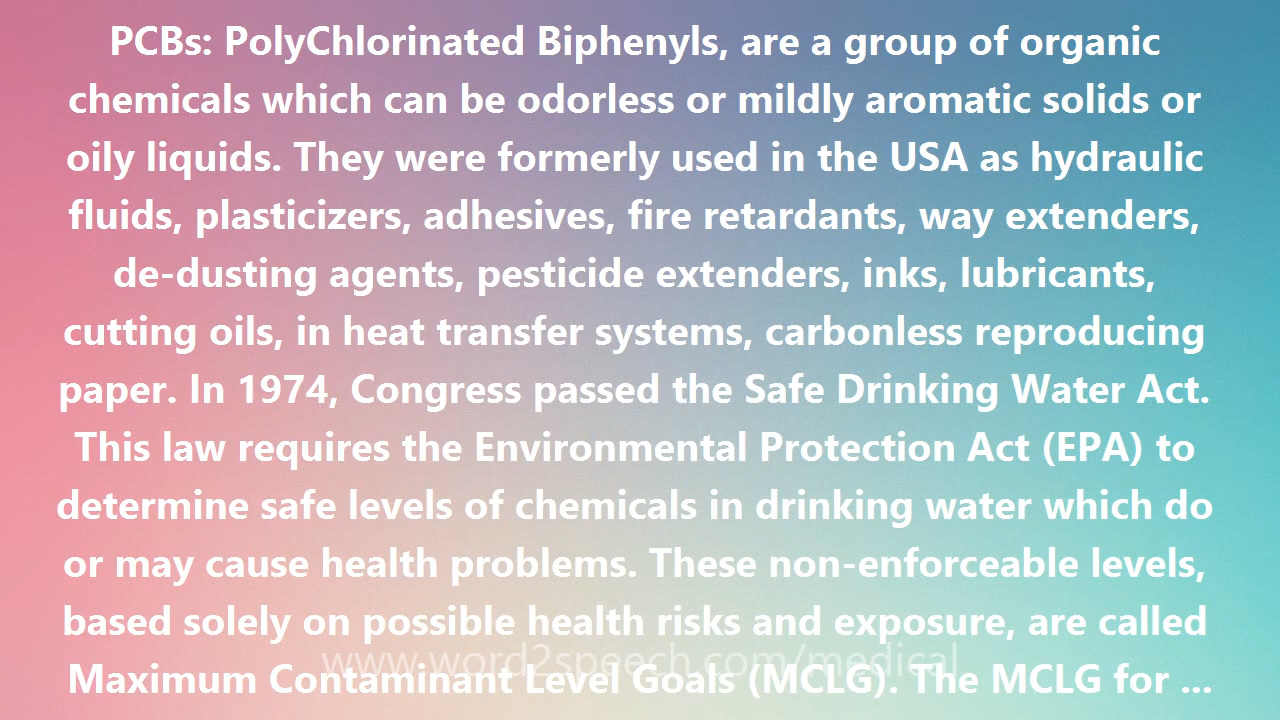 PCBs: PolyChlorinated Biphenyls, are a group of organic
chemicals which can be odorless or mildly aromatic solids or
oily liquids. They were formerly used in the USA as hydraulic
fluids, plasticizers, adhesives, fire retardants, way extenders,
de-dusting agents, pesticide extenders, inks, lubricants,
cutting oils, in heat transfer systems, carbonless reproducing
paper. In 1974, Congress passed the Safe Drinking Water Act.
This law requires the Environmental Protection Act (EPA) to
determine safe levels of chemicals in drinking water which do
or may cause health problems. These non-enforceable levels,
based solely on possible health risks and exposure, are called
www.word2speech.com/medical
Maximum Contaminant Level Goals (MCLG). The MCLG for ...